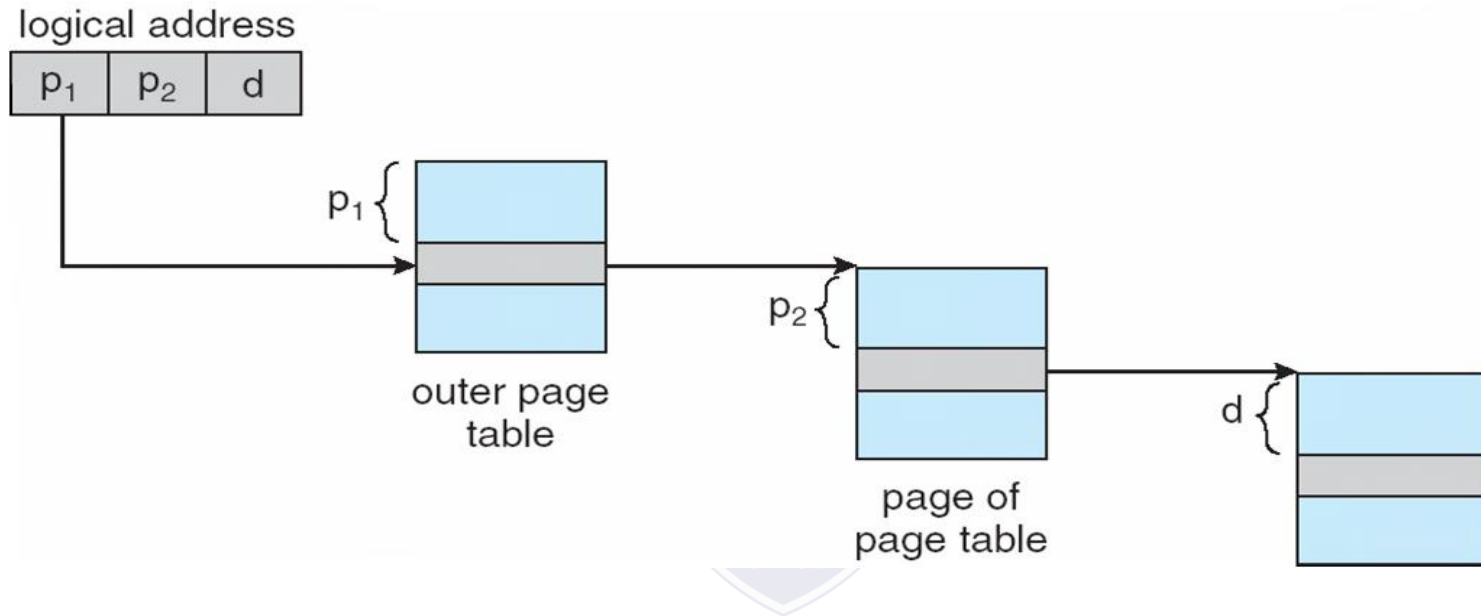 logical address
p₁ p₂ d
p₁
outer page
table
p₂
page of
page table
d